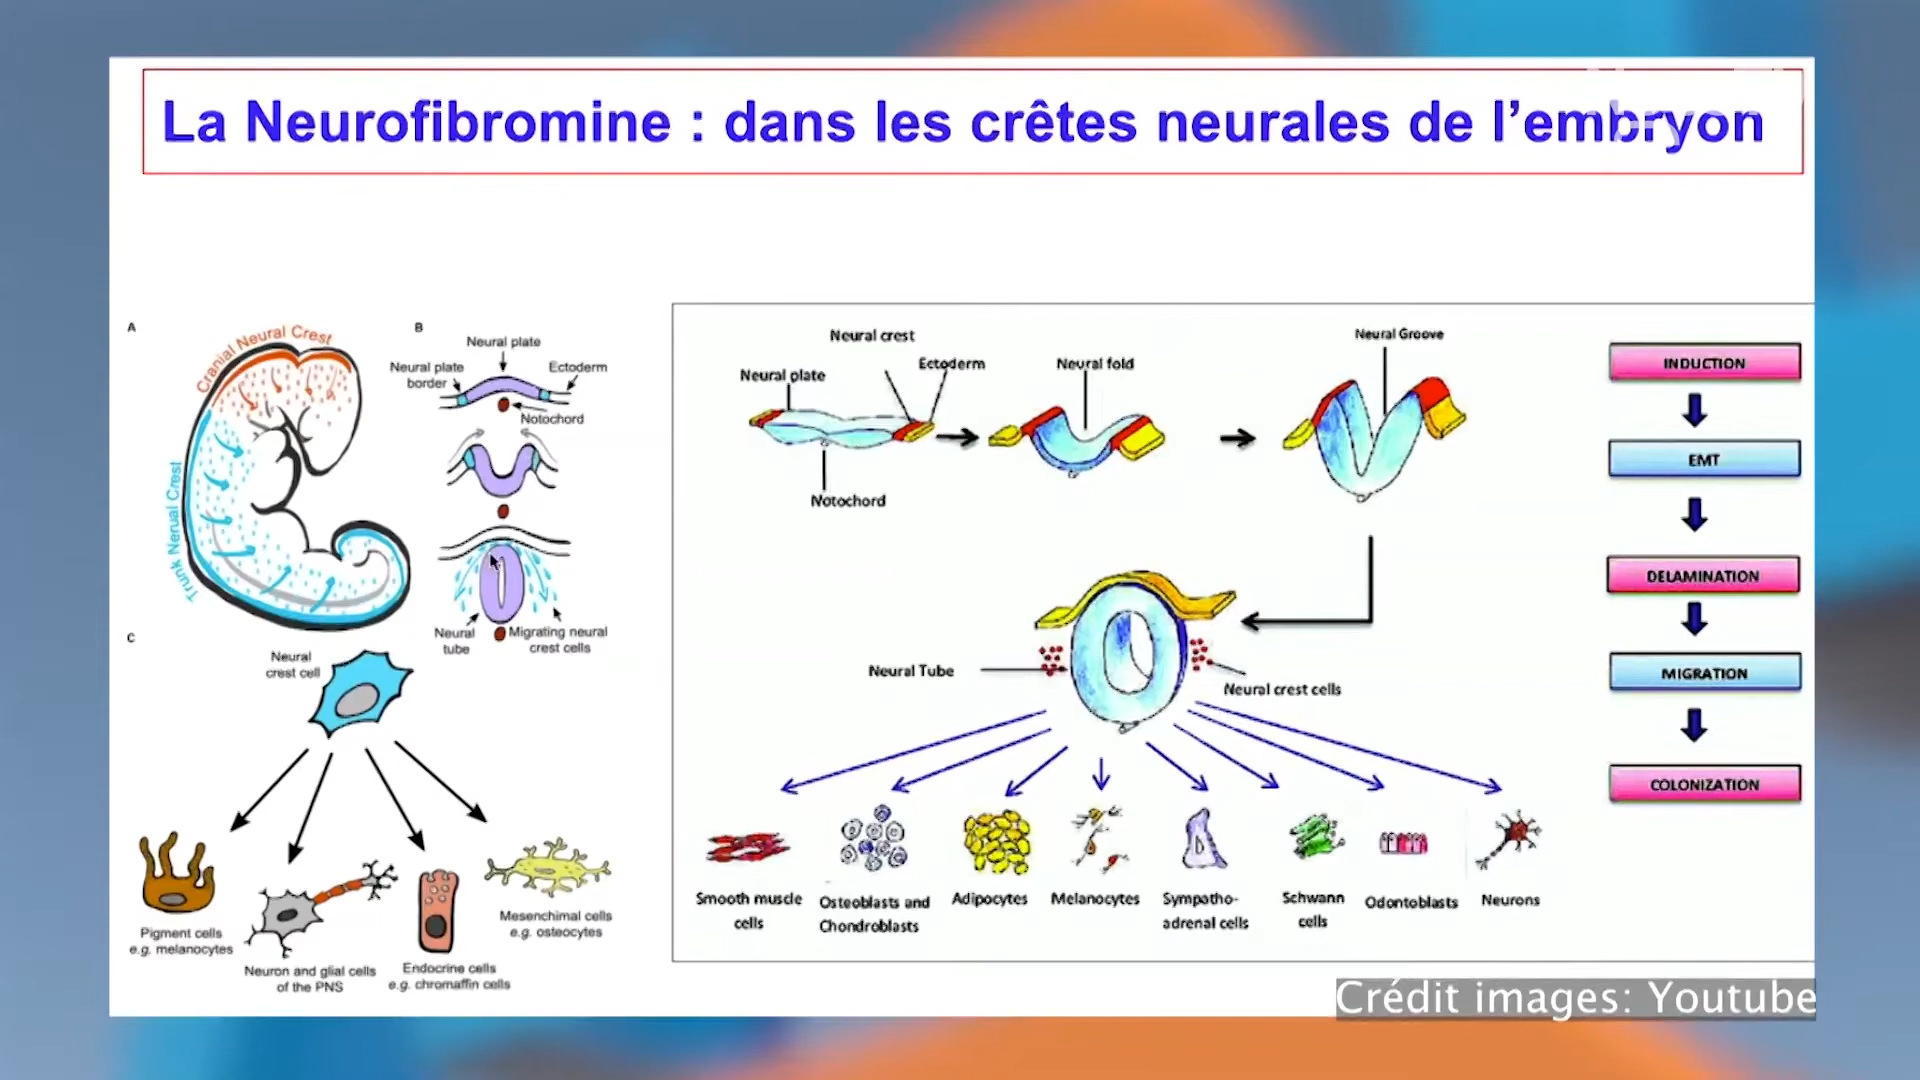 La Neurofibromine : dans les crêtes neurales de l'embryon
A
Cranial Neural Crest
Trunk Nerual Crest
B
Neural plate
Neural plate
border
Ectoderm
Notochord
Neural
tube
Migrating neural
crest cells
C
Neural
crest cell
Pigment cells
e.g. melanocytes
Neuron and glial cells
of the PNS
Endocrine cells
e.g. chromaffin cells
Mesenchimal cells
e.g. osteocytes
Neural crest
Neural plate
Ectoderm
Notochord
Neural fold
Neural Groove
Neural Tube
Neural crest cells
Smooth muscle
cells
Osteoblasts and
Chondroblasts
Adipocytes
Melanocytes
Sympatho-
adrenal cells
Schwann
cells
Odontoblasts
Neurons
INDUCTION
EMT
DELAMINATION
MIGRATION
COLONIZATION
Crédit images: Youtube